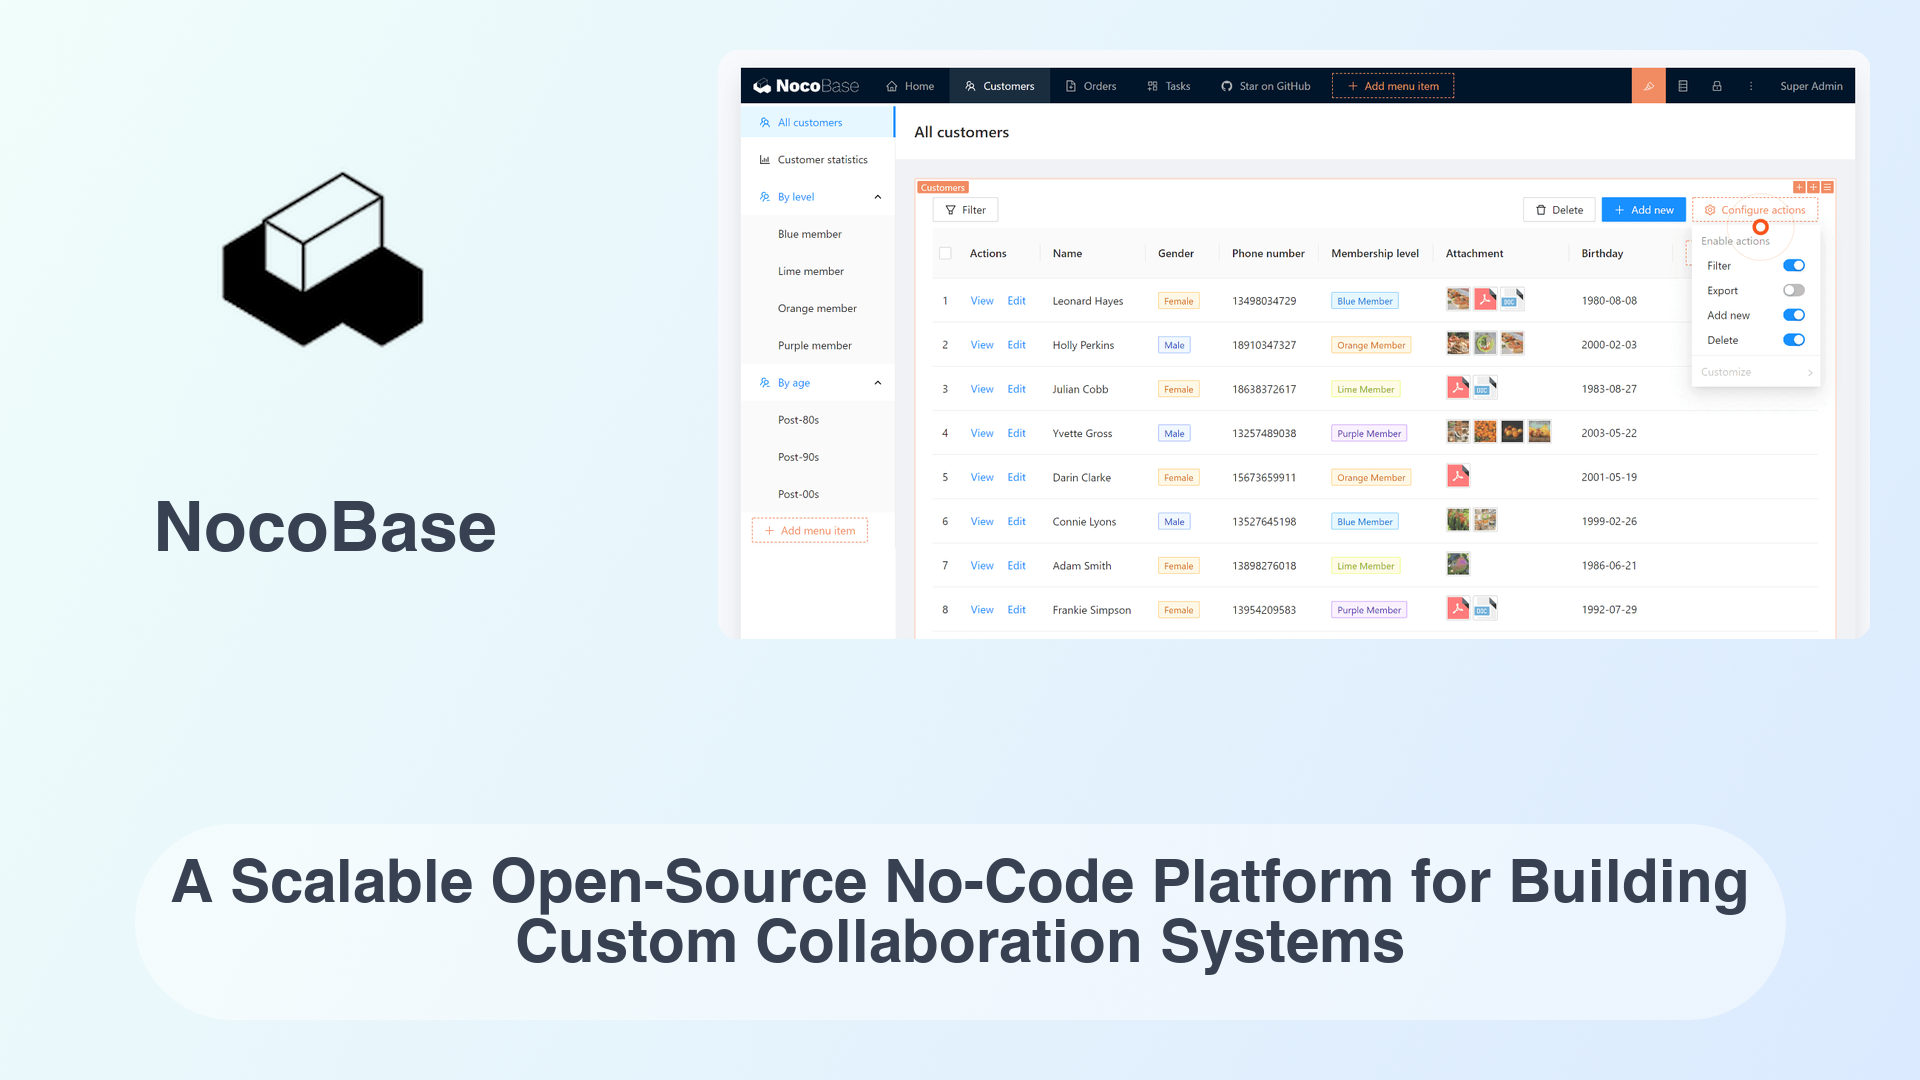 NocoBase
NocoBase Home Customers Orders Tasks Star on GitHub + Add menu item Super Admin
All customers
Customer statistics
By level
Blue member
Lime member
Orange member
Purple member
By age
Post-80s
Post-90s
Post-00s
+ Add menu item
All customers
Customers
Filter Delete + Add new Configure actions
Actions Name Gender Phone number Membership level Attachment Birthday
1 View Edit Leonard Hayes Female 13498034729 Blue Member DOC 1980-08-08
2 View Edit Holly Perkins Male 18910347327 Orange Member 2000-02-03
3 View Edit Julian Cobb Female 18638372617 Lime Member DOC 1983-08-27
4 View Edit Yvette Gross Male 13257489038 Purple Member 2003-05-22
5 View Edit Darin Clarke Female 15673659911 Orange Member 2001-05-19
6 View Edit Connie Lyons Male 13527645198 Blue Member 1999-02-26
7 View Edit Adam Smith Female 13898276018 Lime Member 1986-06-21
8 View Edit Frankie Simpson Female 13954209583 Purple Member DOC 1992-07-29
Enable actions
Filter
Export
Add new
Delete
Customize
A Scalable Open-Source No-Code Platform for Building
Custom Collaboration Systems